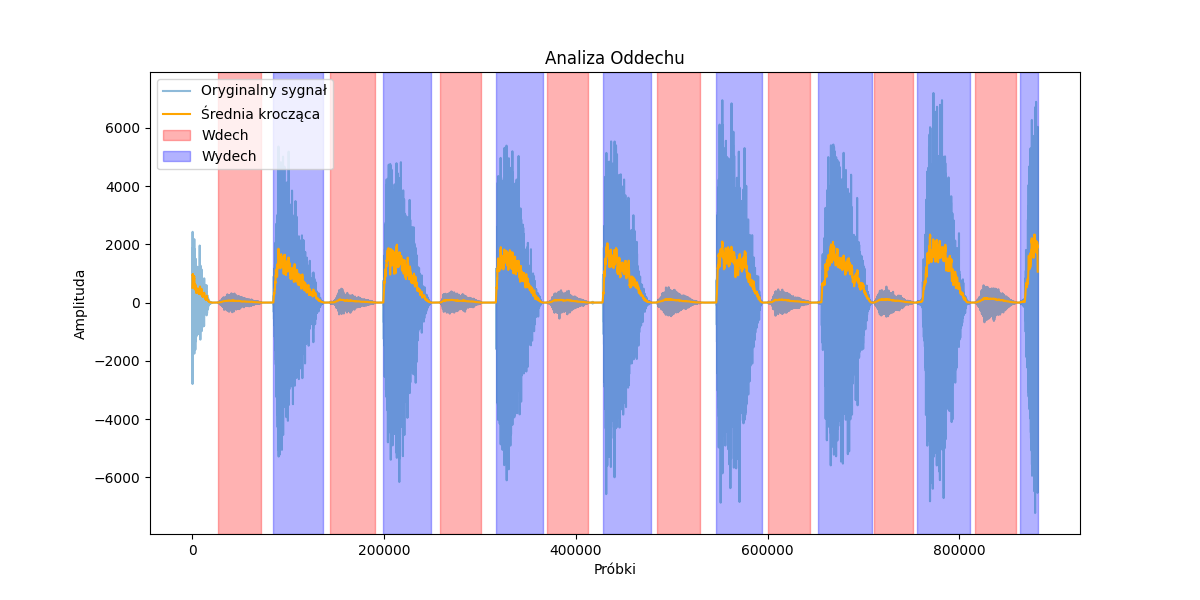 Analiza Oddechu
Oryginalny sygnał
Średnia krocząca
Wdech
Wydech
6000
4000
2000
0
−2000
−4000
−6000
Amplituda
0 200000 400000 600000 800000
Próbki